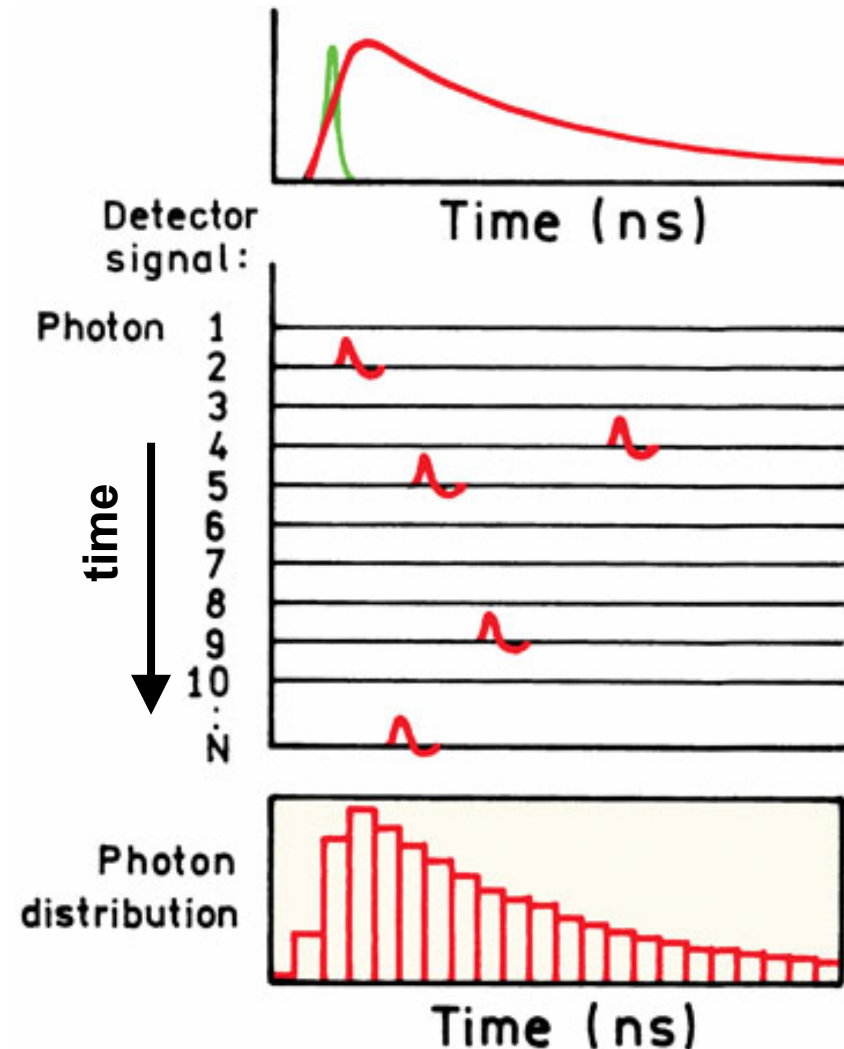 Time (ns)
Detector
signal:
Photon 1
2
3
4
5
6
7
8
9
10
:
N
time
Photon
distribution
Time (ns)